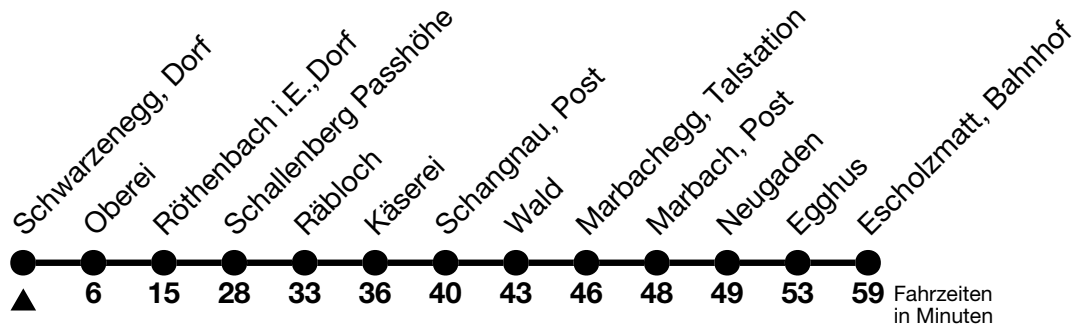 Schwarzenegg, Dorf
Oberei
Röthenbach i.E.,Dorf
Schallenberg Passhöhe
Räbloch
Käserei
Schangnau, Post
Wald
Marbachegg, Talstation
Marbach, Post
Neugaden
Egghus
Escholzmatt, Bahnhof
6 15 28 33 36 40 43 46 48 49 53 59 Fahrzeiten
in Minuten